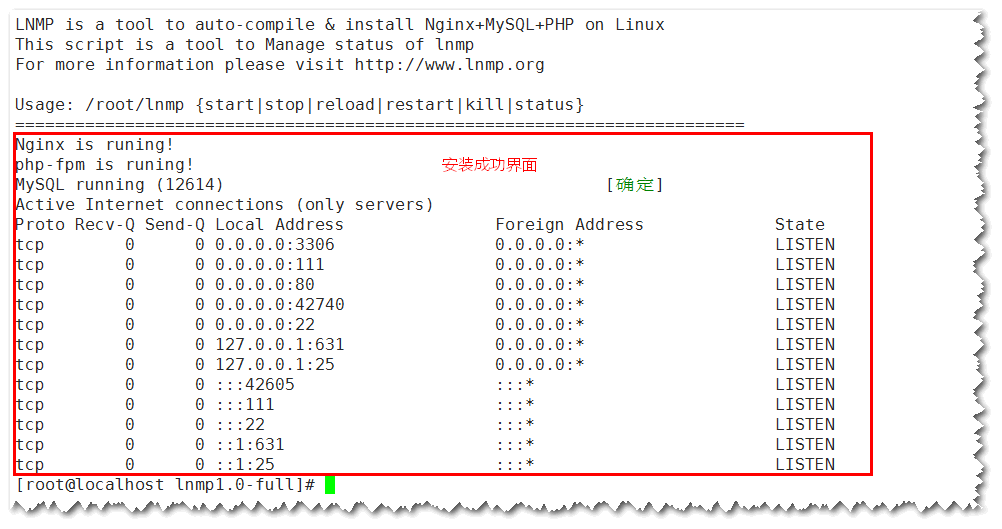 LNMP is a tool to auto-compile & install Nginx+MySQL+PHP on Linux
This script is a tool to Manage status of lnmp
For more information please visit http://www.lnmp.org
Usage: /root/lnmp {start|stop|reload|restart|kill|status}
=========================================================================
Nginx is runing!
php-fpm is runing! 安装成功界面
MySQL running (12614) [确定]
Active Internet connections (only servers)
Proto Recv-Q Send-Q Local Address Foreign Address State
tcp 0 0 0.0.0.0:3306 0.0.0.0:* LISTEN
tcp 0 0 0.0.0.0:111 0.0.0.0:* LISTEN
tcp 0 0 0.0.0.0:80 0.0.0.0:* LISTEN
tcp 0 0 0.0.0.0:42740 0.0.0.0:* LISTEN
tcp 0 0 0.0.0.0:22 0.0.0.0:* LISTEN
tcp 0 0 127.0.0.1:631 0.0.0.0:* LISTEN
tcp 0 0 127.0.0.1:25 0.0.0.0:* LISTEN
tcp 0 0 :::42605 :::* LISTEN
tcp 0 0 :::111 :::* LISTEN
tcp 0 0 :::22 :::* LISTEN
tcp 0 0 ::1:631 :::* LISTEN
tcp 0 0 ::1:25 :::* LISTEN
[root@localhost lnmp1.0-full]#